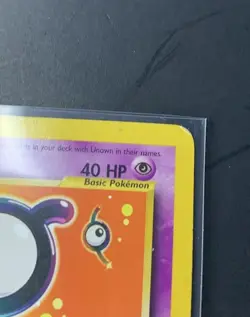 in your deck with Unown in their names.
40 HP
Basic Pokémon